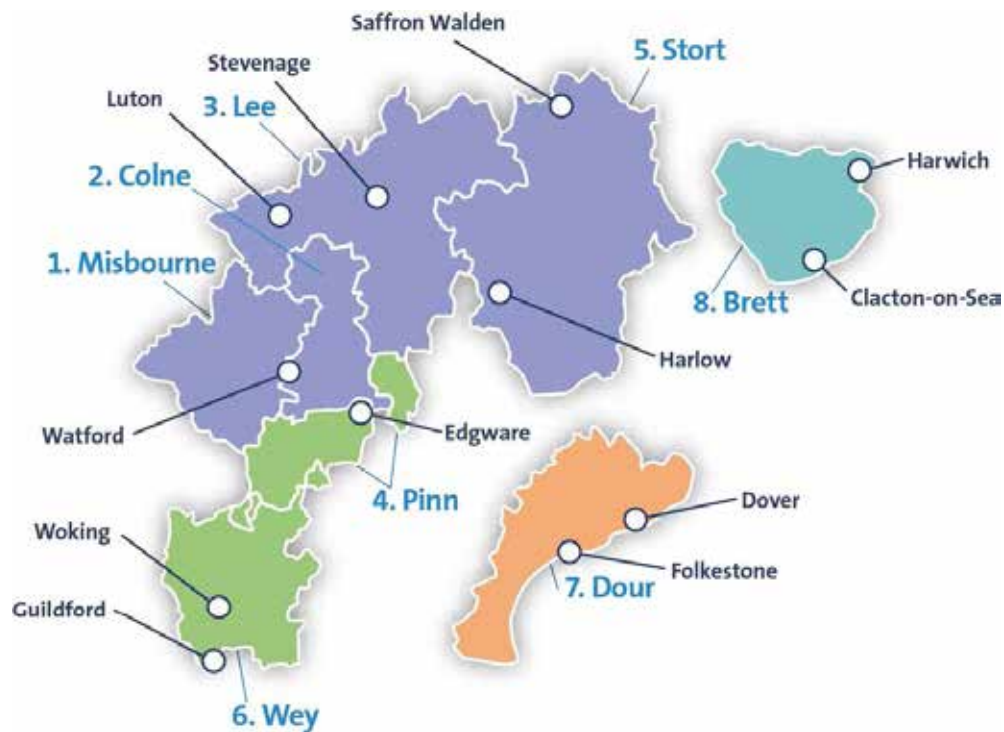 Saffron Walden
5. Stort
Stevenage
Luton
3. Lee
2. Colne
Harwich
1. Misbourne
8. Brett
Clacton-on-Sea
Harlow
Watford
Edgware
4. Pinn
Dover
Woking
Folkestone
7. Dour
Guildford
6. Wey